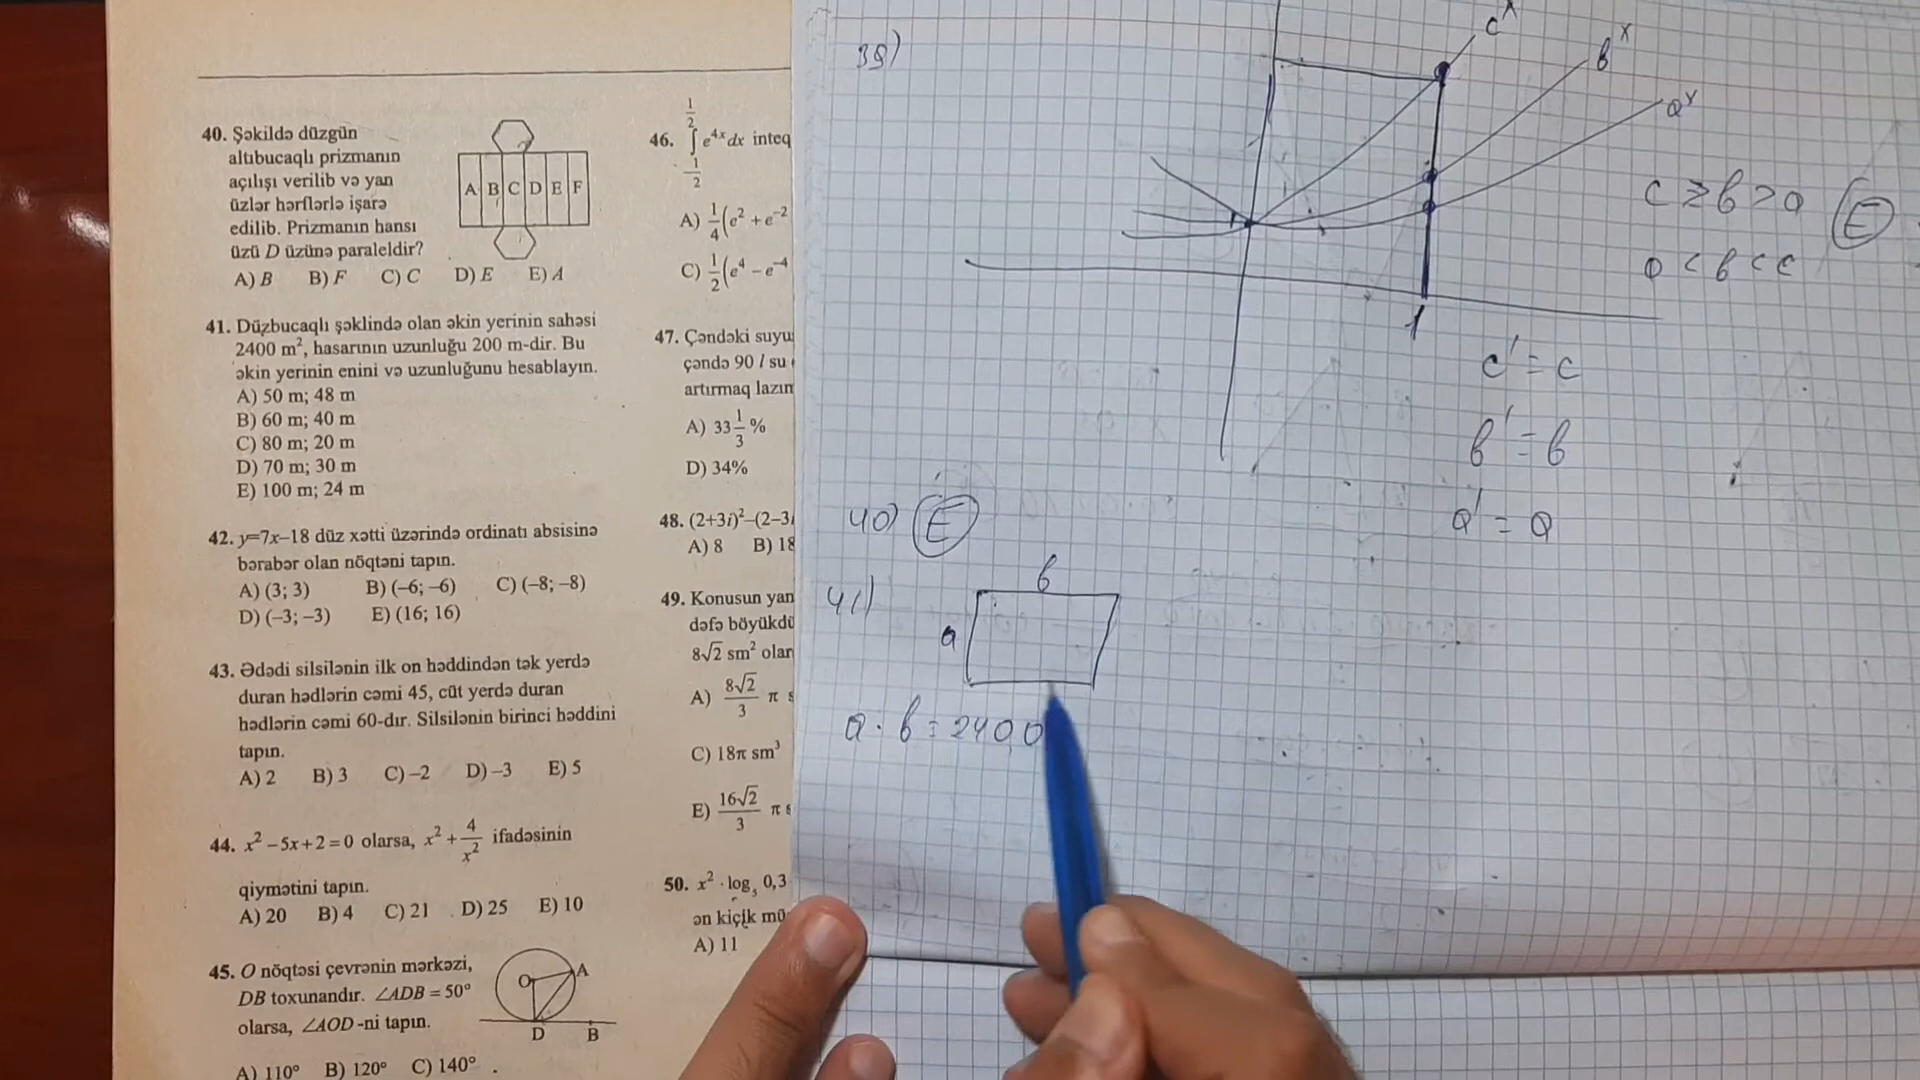 40. Şəkildə düzgün
altıbucaqlı prizmanın
açılışı verilib və yan
üzlər hərflərlə işarə
edilib. Prizmanın hansı
üzü D üzünə paraleldir?
A B C D E F
A) B B) F C) C D) E E) A
41. Düzbucaqlı şəklində olan əkin yerinin sahəsi
2400 m², hasarının uzunluğu 200 m-dir. Bu
əkin yerinin enini və uzunluğunu hesablayın.
A) 50 m; 48 m
B) 60 m; 40 m
C) 80 m; 20 m
D) 70 m; 30 m
E) 100 m; 24 m
42. y=7x–18 düz xətti üzərində ordinatı absisinə
bərabər olan nöqtəni tapın.
A) (3; 3) B) (–6; –6) C) (–8; –8)
D) (–3; –3) E) (16; 16)
43. Ədədi silsilənin ilk on həddindən tək yerdə
duran hədlərin cəmi 45, cüt yerdə duran
hədlərin cəmi 60-dır. Silsilənin birinci həddini
tapın.
A) 2 B) 3 C) –2 D) –3 E) 5
44. x² – 5x + 2 = 0 olarsa, x² + 4/x² ifadəsinin
qiymətini tapın.
A) 20 B) 4 C) 21 D) 25 E) 10
45. O nöqtəsi çevrənin mərkəzi,
DB toxunandır. ∠ADB = 50°
olarsa, ∠AOD -ni tapın.
O A D B
A) 110° B) 120° C) 140°
46. ∫ 1/2 -1/2 e^4x dx inteq
A) 1/4 (e² + e⁻²
C) 1/2 (e⁴ – e⁻⁴
47. Çəndəki suyu
çəndə 90 l su
artırmaq lazım
A) 33 1/3 %
D) 34%
48. (2+3i)²–(2–3i
A) 8 B) 18
49. Konusun yan
dəfə böyükdü
8√2 sm² olar
A) 8√2/3 π s
C) 18π sm³
E) 16√2/3 π s
50. x² · log₅ 0,3
ən kiçik mü
A) 11
39)
c^x
b^x
a^x
1
c ≥ b > a (E)
a < b < c
c' = c
b' = b
a' = a
40) (E)
41)
b
a
a · b = 2400